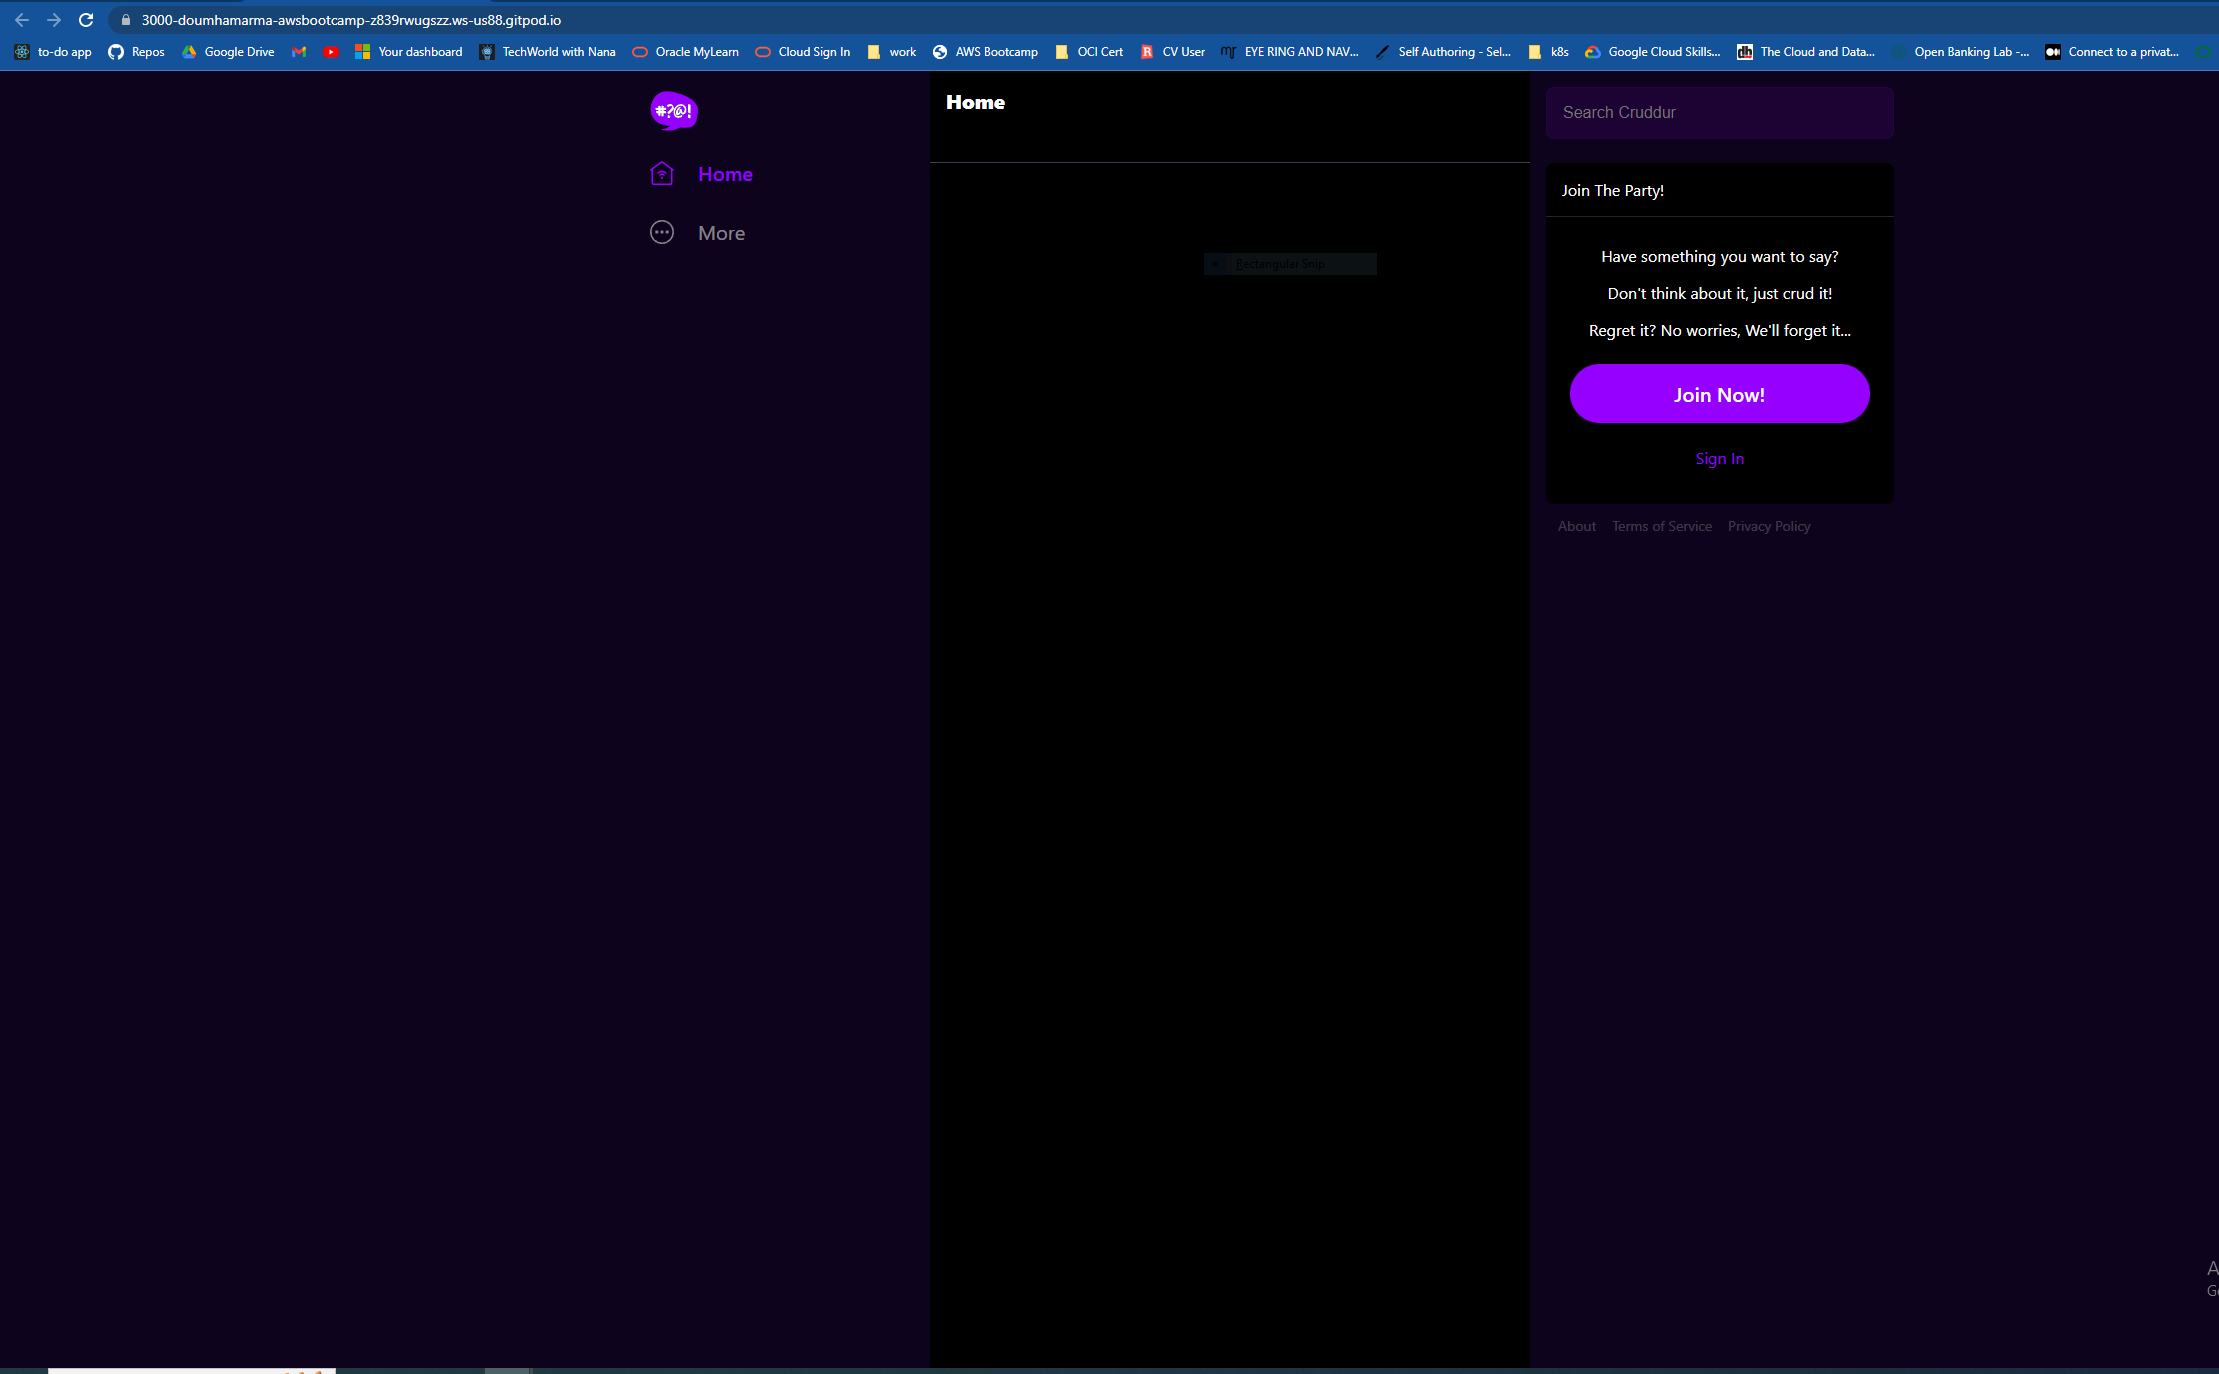 3000-doumhamarma-awsbootcamp-z839rwugszz.ws-us88.gitpod.io
to-do app Repos Google Drive Your dashboard TechWorld with Nana Oracle MyLearn Cloud Sign In work AWS Bootcamp OCI Cert CV User EYE RING AND NAV... Self Authoring - Sel... k8s Google Cloud Skills... The Cloud and Data... Open Banking Lab -... Connect to a privat...
#?@!
Home
More
Home
Rectangular Snip
Search Cruddur
Join The Party!
Have something you want to say?
Don't think about it, just crud it!
Regret it? No worries, We'll forget it...
Join Now!
Sign In
About Terms of Service Privacy Policy